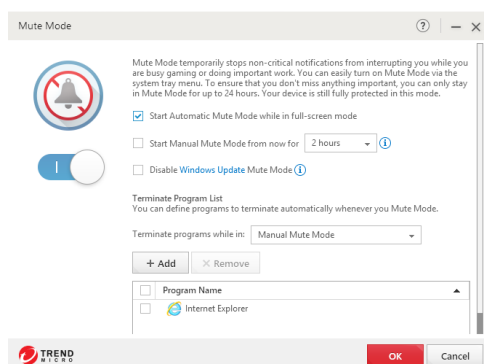 Mute Mode
Mute Mode temporarily stops non-critical notifications from interrupting you while you
are busy gaming or doing important work. You can easily turn on Mute Mode via the
system tray menu. To ensure that you don't miss anything important, you can only stay
in Mute Mode for up to 24 hours. Your device is still fully protected in this mode.
Start Automatic Mute Mode while in full-screen mode
Start Manual Mute Mode from now for 2 hours
Disable Windows Update Mute Mode
Terminate Program List
You can define programs to terminate automatically whenever you Mute Mode.
Terminate programs while in: Manual Mute Mode
+ Add × Remove
Program Name
Internet Explorer
TREND
MICRO
OK Cancel